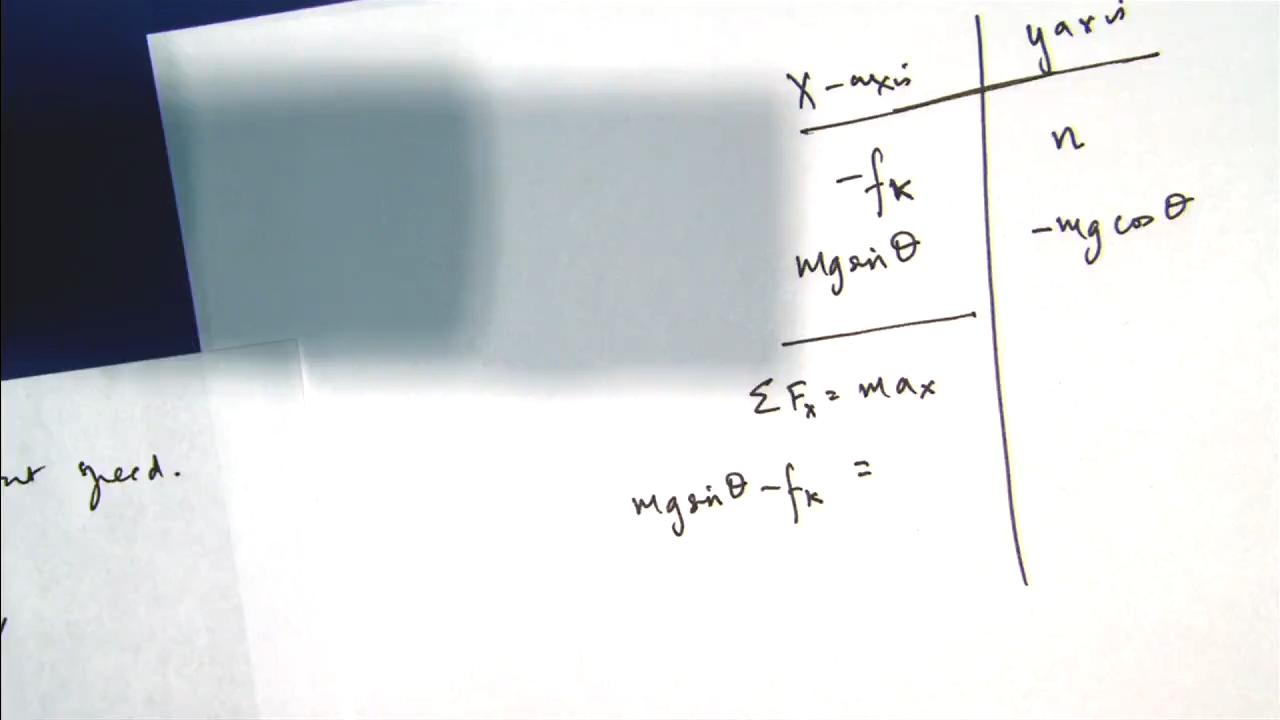 X-axis
y axis
-fk
n
mg sin θ
-mg cos θ
ΣFx = max
mg sin θ - fk =
speed.